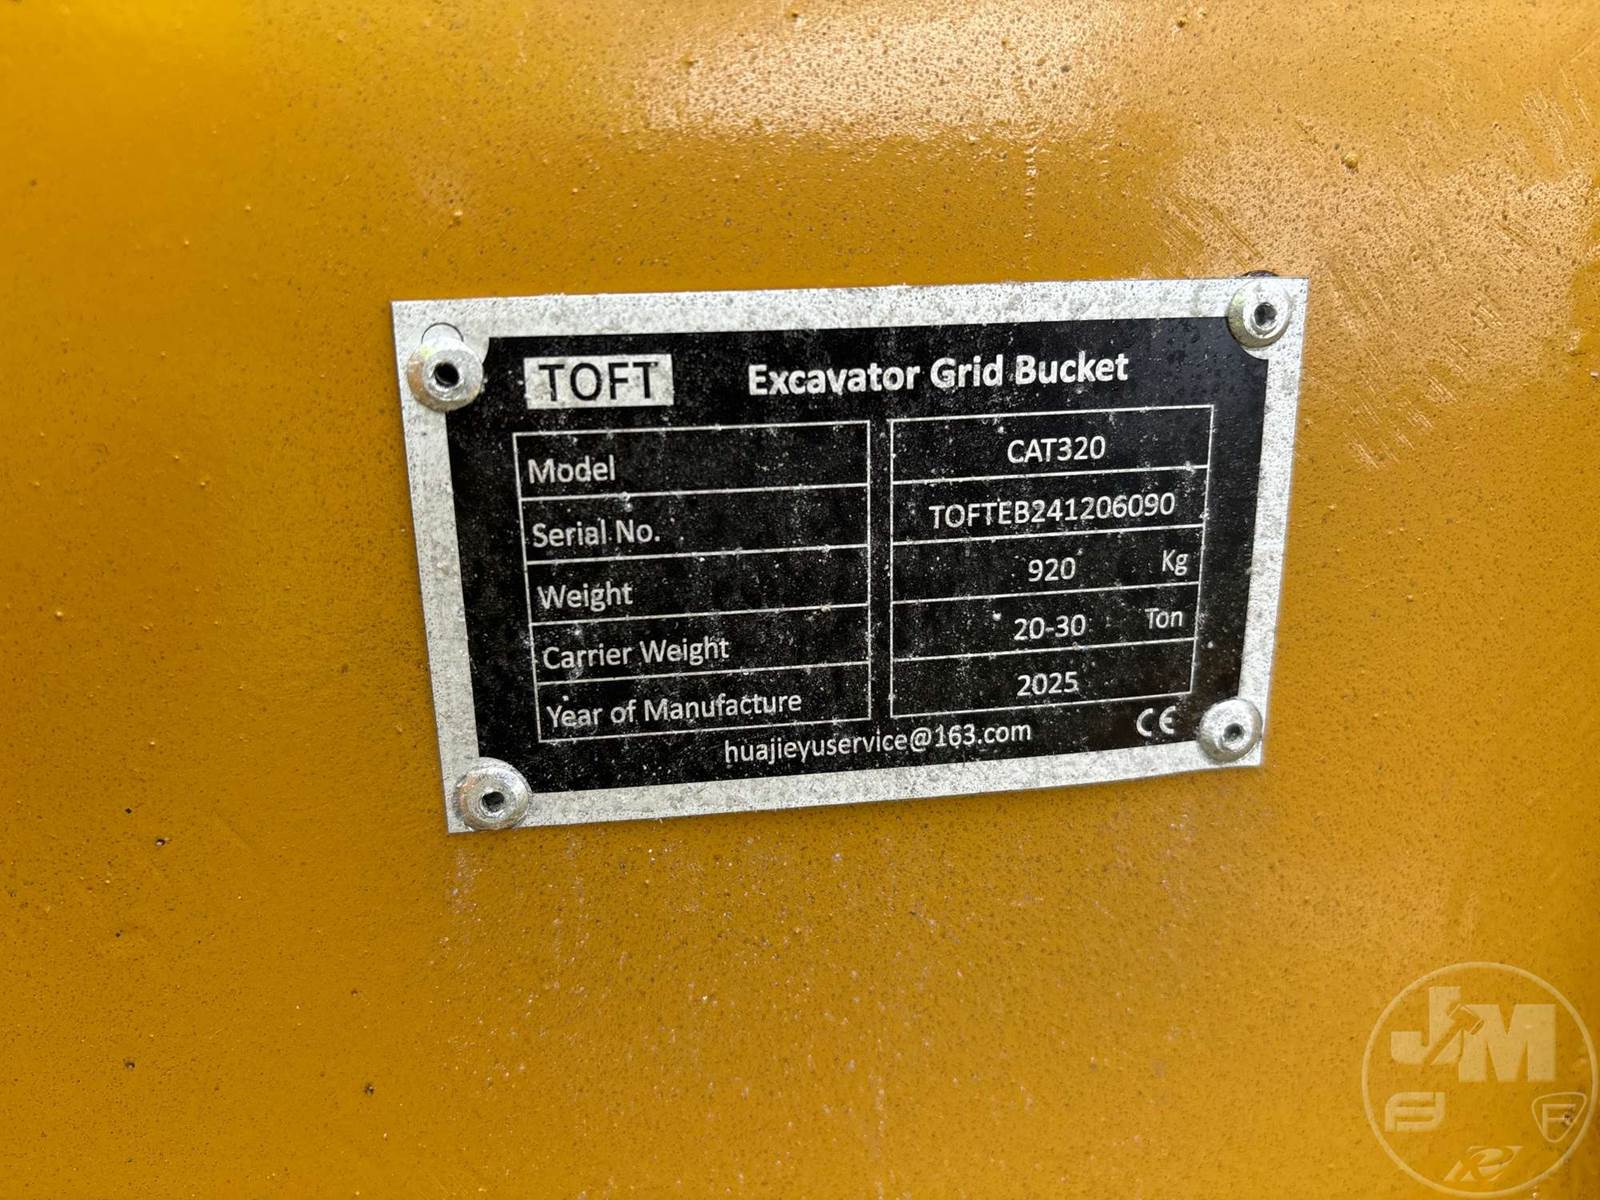 TOFT Excavator Grid Bucket
Model CAT320
Serial No. TOFTEB241206090
Weight 920 Kg
Carrier Weight 20-30 Ton
Year of Manufacture 2025
huajieyuservice@163.com CE
JM